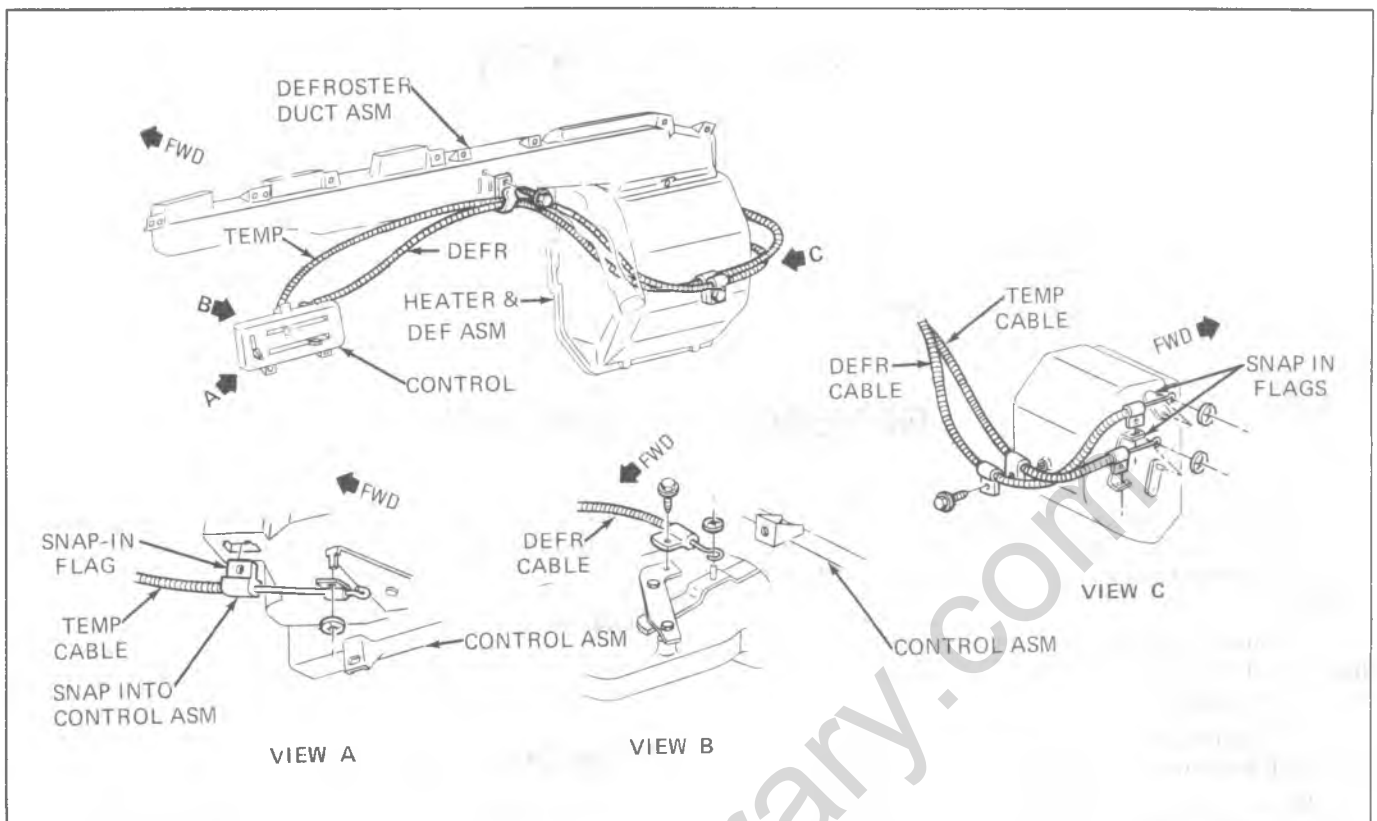 DEFROSTER
DUCT ASM
FWD
TEMP
DEFR
C
B
HEATER &
DEF ASM
A
CONTROL
TEMP
CABLE
FWD
DEFR
CABLE
SNAP IN
FLAGS
VIEW C
FWD
SNAP-IN
FLAG
TEMP
CABLE
CONTROL ASM
SNAP INTO
CONTROL ASM
VIEW A
FWD
DEFR
CABLE
CONTROL ASM
VIEW B
rary.com